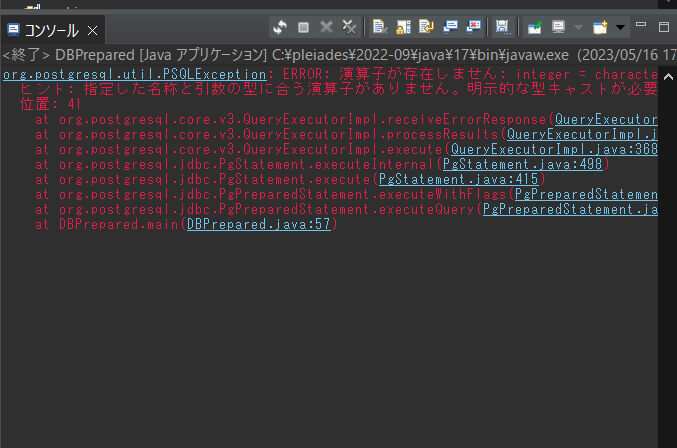 コンソール ×
<終了> DBPrepared [Java アプリケーション] C:¥pleiades¥2022-09¥java¥17¥bin¥javaw.exe (2023/05/16 17
org.postgresql.util.PSQLException: ERROR: 演算子が存在しません: integer = characte
ヒント: 指定した名称と引数の型に合う演算子がありません。明示的な型キャストが必要
位置: 41
at org.postgresql.core.v3.QueryExecutorImpl.receiveErrorResponse(QueryExecutor
at org.postgresql.core.v3.QueryExecutorImpl.processResults(QueryExecutorImpl.j
at org.postgresql.core.v3.QueryExecutorImpl.execute(QueryExecutorImpl.java:368
at org.postgresql.jdbc.PgStatement.executeInternal(PgStatement.java:498)
at org.postgresql.jdbc.PgStatement.execute(PgStatement.java:415)
at org.postgresql.jdbc.PgPreparedStatement.executeWithFlags(PgPreparedStatemen
at org.postgresql.jdbc.PgPreparedStatement.executeQuery(PgPreparedStatement.ja
at DBPrepared.main(DBPrepared.java:57)